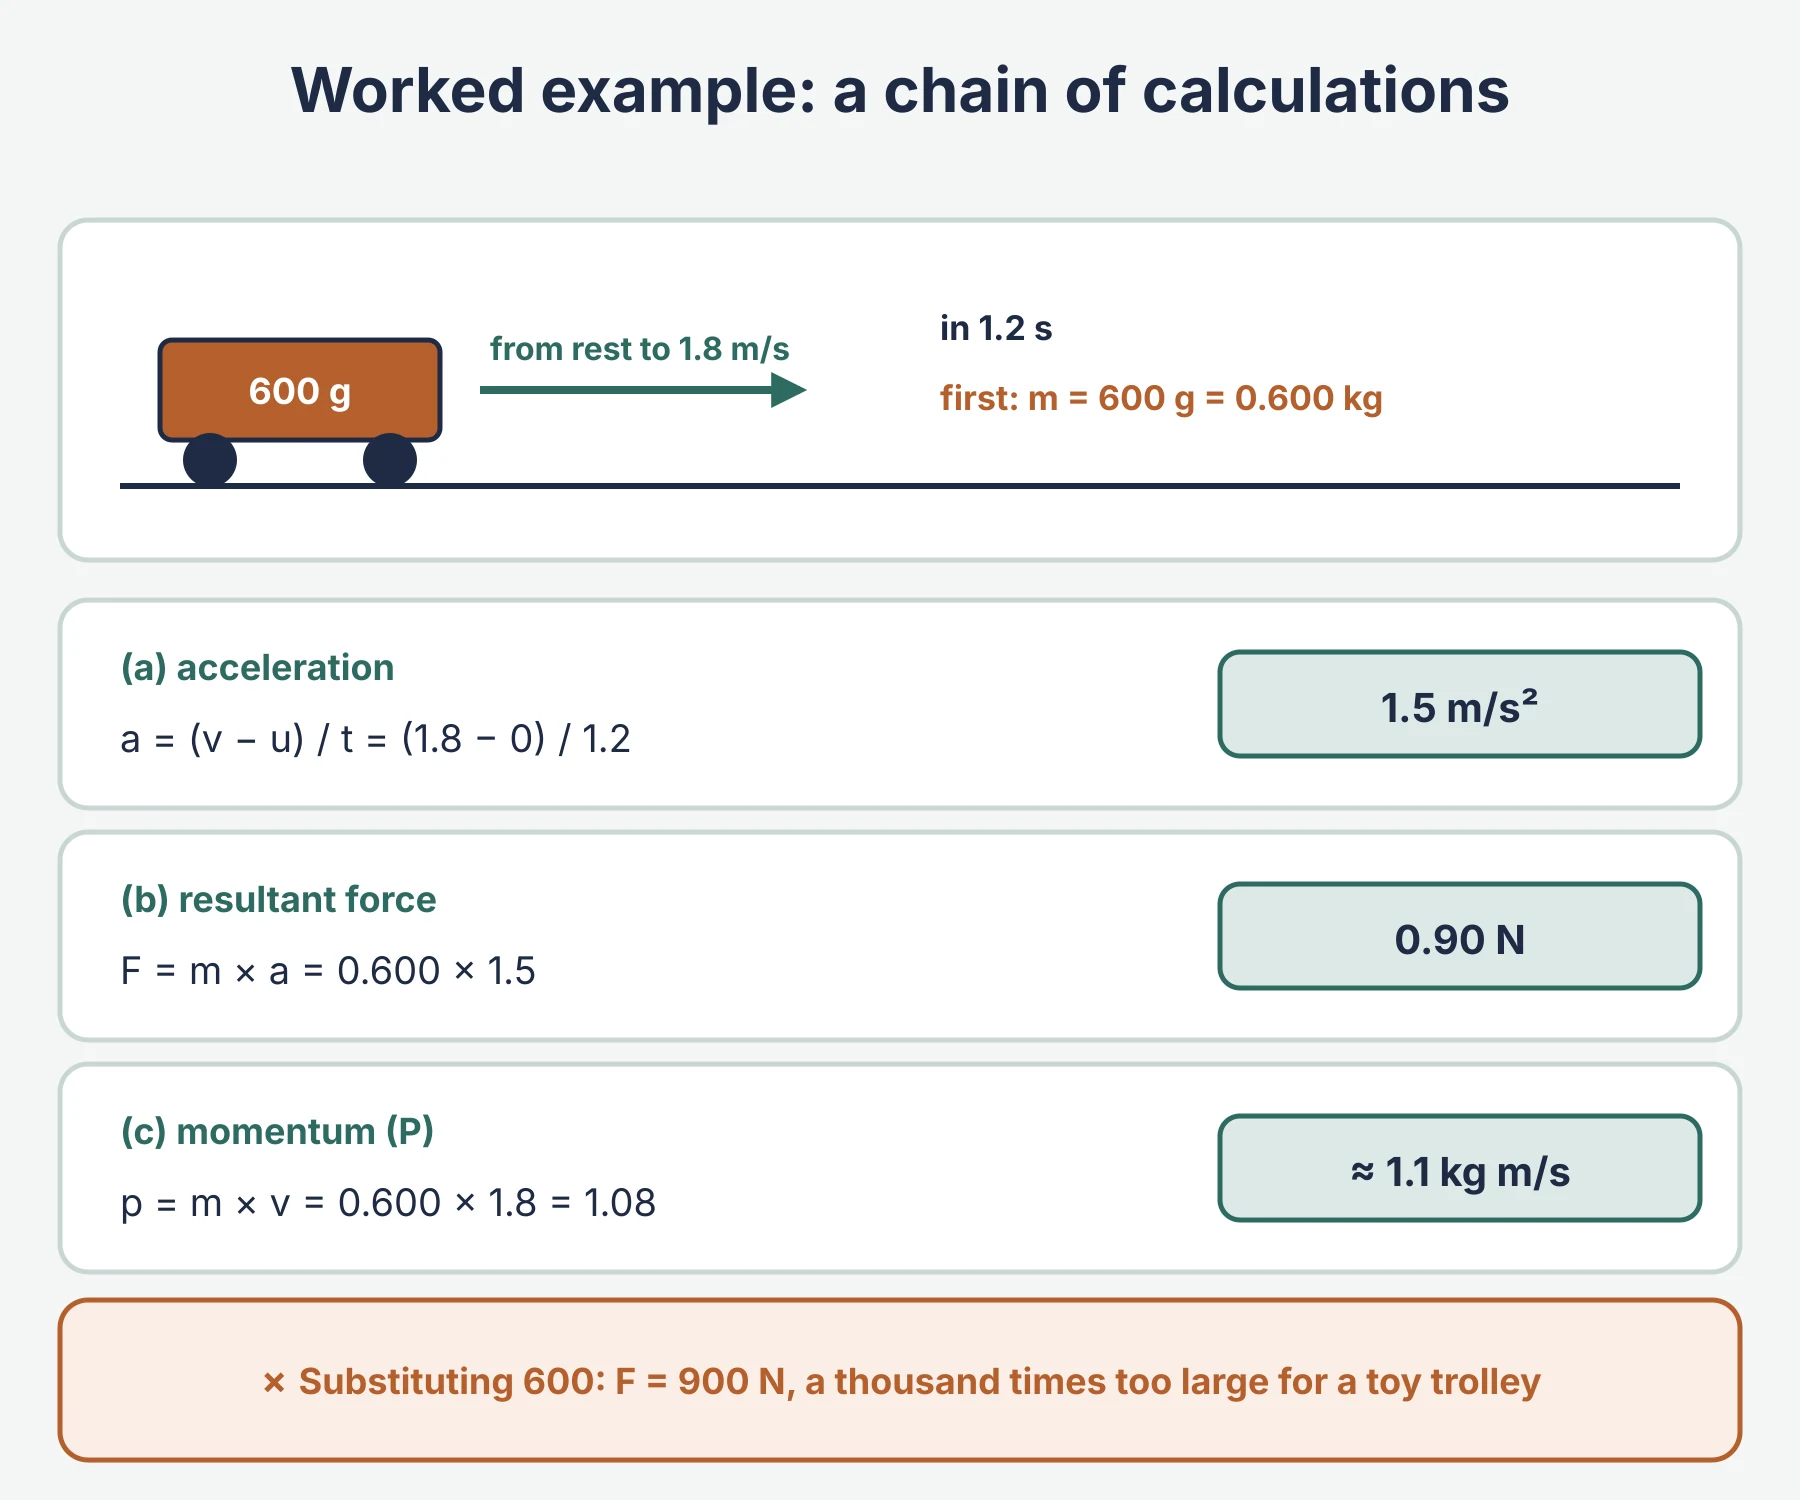 Worked example: a chain of calculations
from rest to 1.8 m/s
in 1.2 s
600 g
first: m = 600 g = 0.600 kg
(a) acceleration
a = (v − u) / t = (1.8 − 0) / 1.2
1.5 m/s²
(b) resultant force
F = m × a = 0.600 × 1.5
0.90 N
(c) momentum (P)
p = m × v = 0.600 × 1.8 = 1.08
≈ 1.1 kg m/s
× Substituting 600: F = 900 N, a thousand times too large for a toy trolley